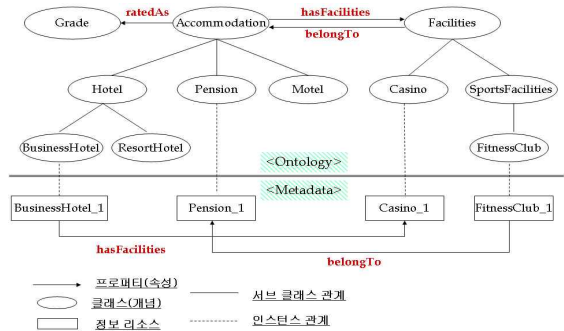 ratedAs
hasFacilities
Grade
Accommodation
Facilities
belongTo
Hotel
Pension
Motel
Casino
SportsFacilities
BusinessHotel
ResortHotel
FitnessClub
<Ontology>
<Metadata>
BusinessHotel_1
Pension_1
Casino_1
FitnessClub_1
hasFacilities
belongTo
프로퍼티(속성)
서브 클래스 관계
클래스(개념)
정보 리소스
인스턴스 관계